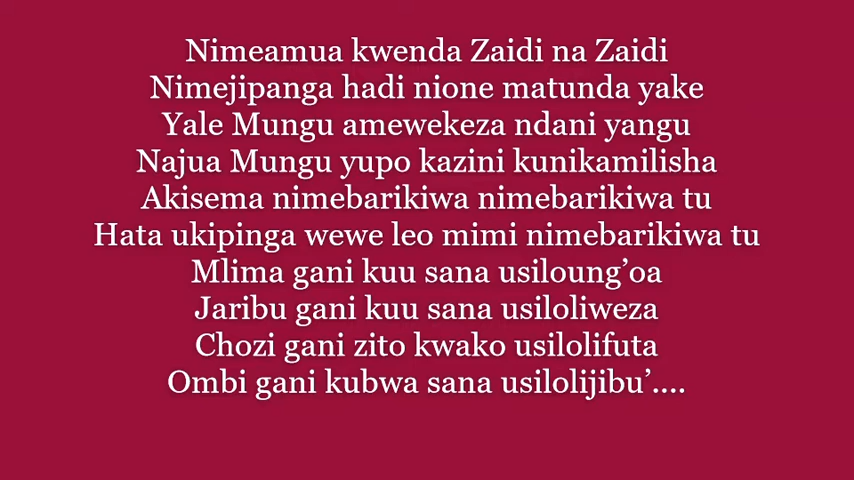 Nimeamua kwenda Zaidi na Zaidi
Nimejipanga hadi nione matunda yake
Yale Mungu amewekeza ndani yangu
Najua Mungu yupo kazini kunikamilisha
Akisema nimebarikiwa nimebarikiwa tu
Hata ukipinga wewe leo mimi nimebarikiwa tu
Mlima gani kuu sana usiloung’oa
Jaribu gani kuu sana usiloliweza
Chozi gani zito kwako usilolifuta
Ombi gani kubwa sana usilolijibu’....